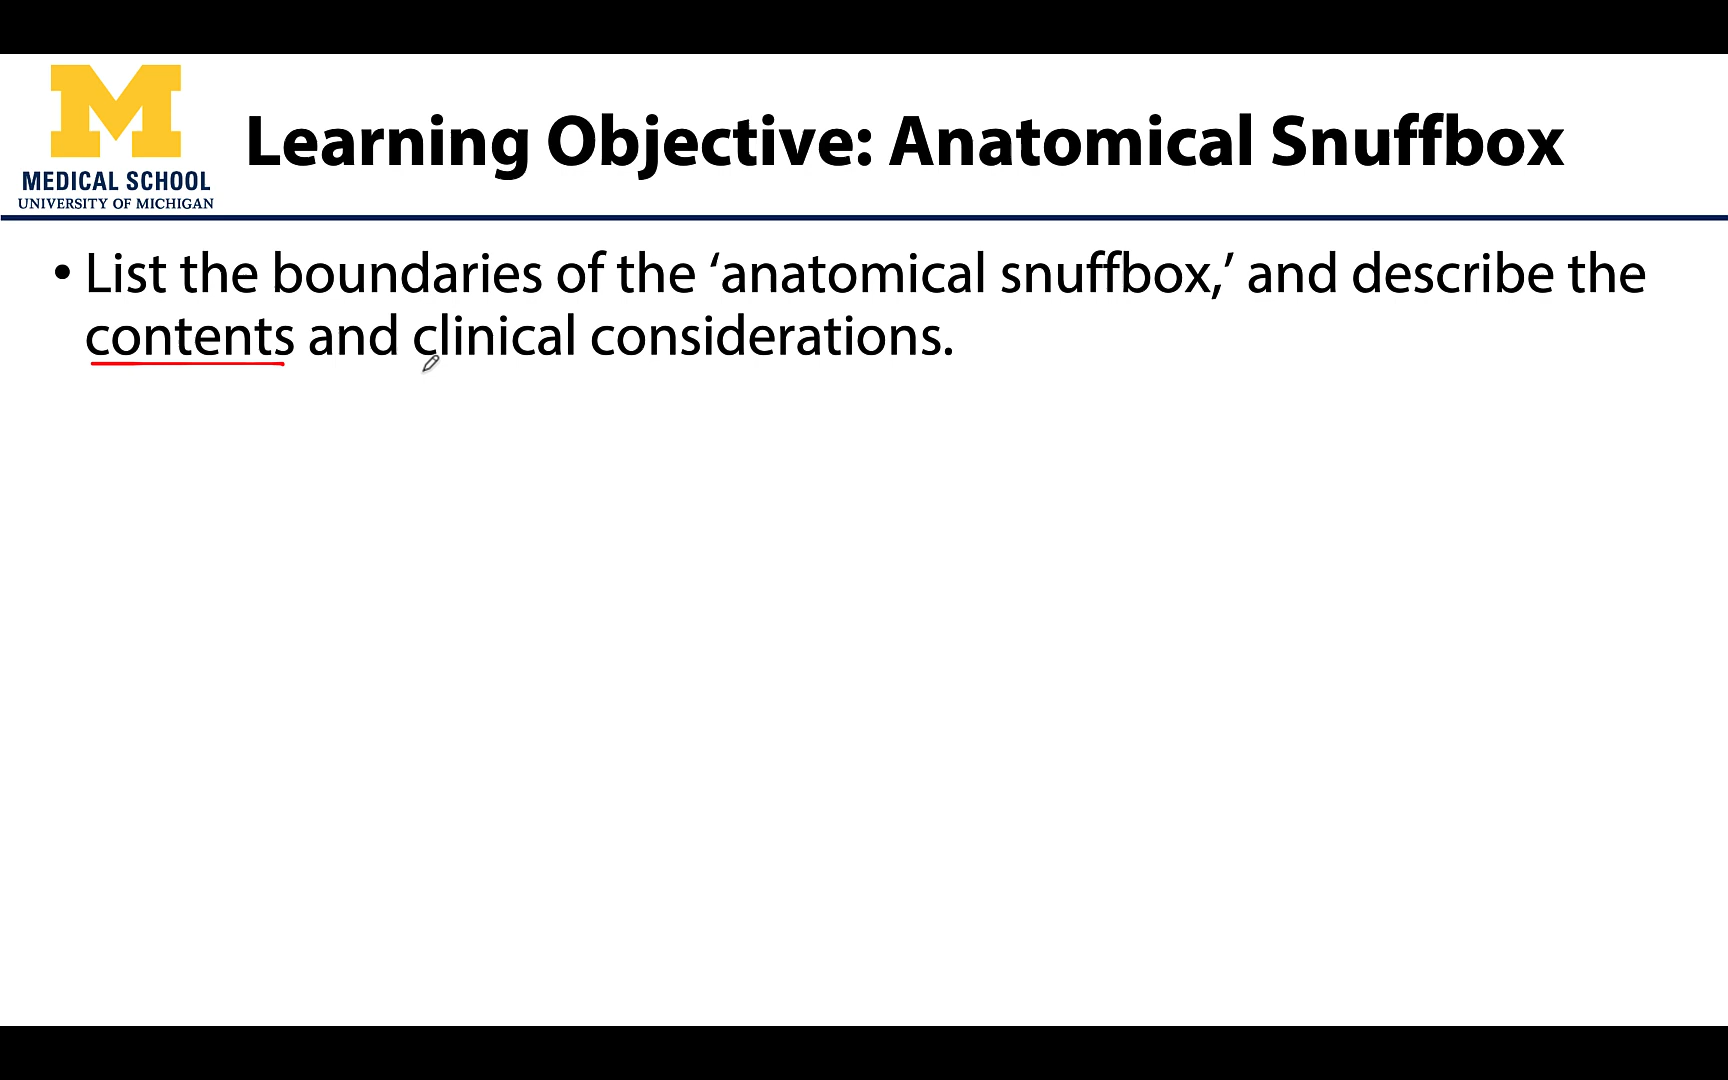 M
MEDICAL SCHOOL
UNIVERSITY OF MICHIGAN
Learning Objective: Anatomical Snuffbox
• List the boundaries of the ‘anatomical snuffbox,’ and describe the
contents and clinical considerations.